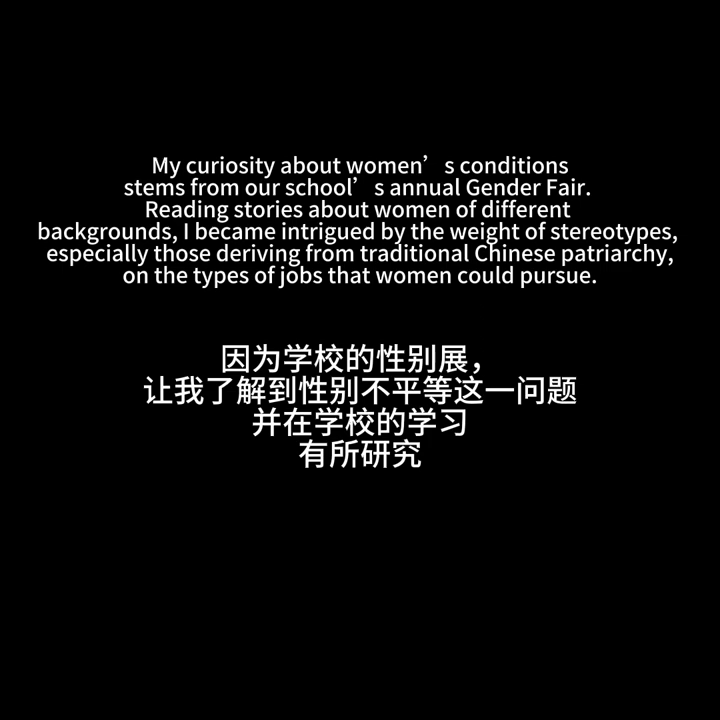 My curiosity about women’s conditions
stems from our school’s annual Gender Fair.
Reading stories about women of different
backgrounds, I became intrigued by the weight of stereotypes,
especially those deriving from traditional Chinese patriarchy,
on the types of jobs that women could pursue.
因为学校的性别展，
让我了解到性别不平等这一问题
并在学校的学习
有所研究